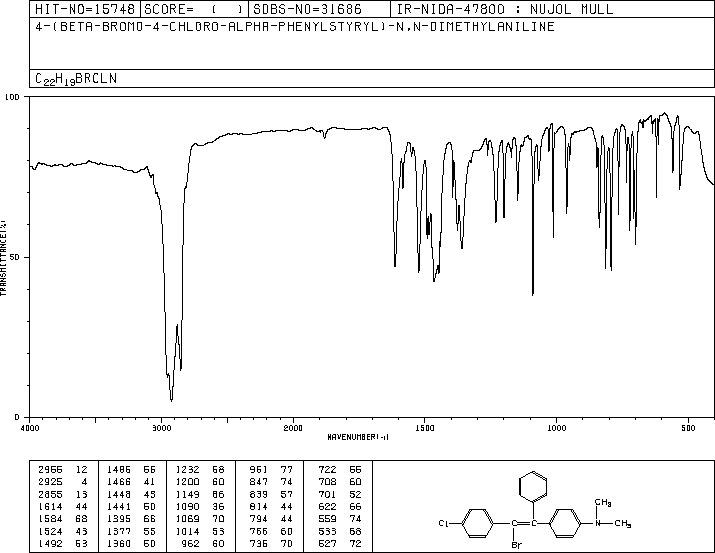 HIT-NO=15748 SCORE= ( ) SDBS-NO=31686 IR-NIDA-47800 : NUJOL MULL
4-(BETA-BROMO-4-CHLORO-ALPHA-PHENYLSTYRYL)-N,N-DIMETHYLANILINE
C22H19BRCLN
100
50
0
TRANSMITTANCE(%)
4000 3000 2000 1500 1000 500
WAVENUMBER(-1)
2955 12 1486 55 1232 68 961 77 722 55
2925 4 1466 41 1200 60 847 74 708 60
2855 13 1448 43 1149 86 839 57 701 52
1614 44 1441 50 1090 36 814 44 622 66
1584 68 1395 66 1069 70 794 44 559 74
1524 43 1377 55 1014 53 766 60 533 68
1492 53 1360 50 962 60 736 70 527 72
CH3
Cl N CH3
Br